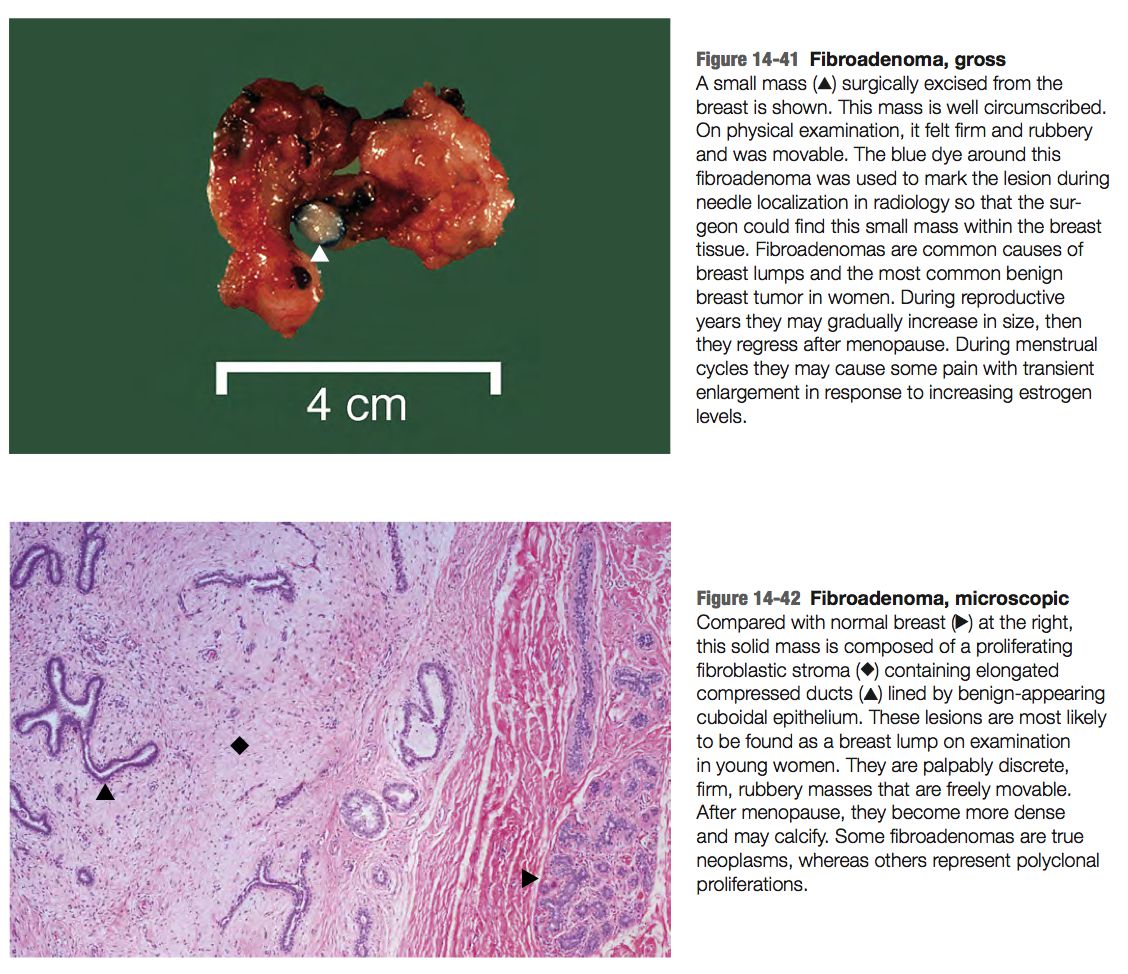 Figure 14-41 Fibroadenoma, gross
A small mass (▲) surgically excised from the
breast is shown. This mass is well circumscribed.
On physical examination, it felt firm and rubbery
and was movable. The blue dye around this
fibroadenoma was used to mark the lesion during
needle localization in radiology so that the sur-
geon could find this small mass within the breast
tissue. Fibroadenomas are common causes of
breast lumps and the most common benign
breast tumor in women. During reproductive
years they may gradually increase in size, then
they regress after menopause. During menstrual
cycles they may cause some pain with transient
enlargement in response to increasing estrogen
levels.
4 cm
Figure 14-42 Fibroadenoma, microscopic
Compared with normal breast (▶) at the right,
this solid mass is composed of a proliferating
fibroblastic stroma (◆) containing elongated
compressed ducts (▲) lined by benign-appearing
cuboidal epithelium. These lesions are most likely
to be found as a breast lump on examination
in young women. They are palpably discrete,
firm, rubbery masses that are freely movable.
After menopause, they become more dense
and may calcify. Some fibroadenomas are true
neoplasms, whereas others represent polyclonal
proliferations.